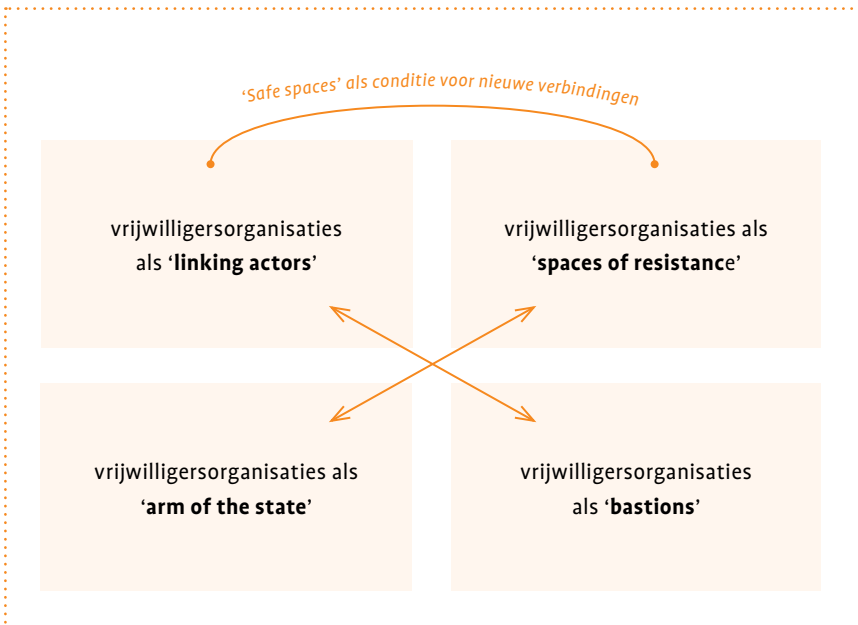 ‘Safe spaces’ als conditie voor nieuwe verbindingen
vrijwilligersorganisaties
als ‘linking actors’
vrijwilligersorganisaties als
‘spaces of resistance’
vrijwilligersorganisaties als
‘arm of the state’
vrijwilligersorganisaties
als ‘bastions’